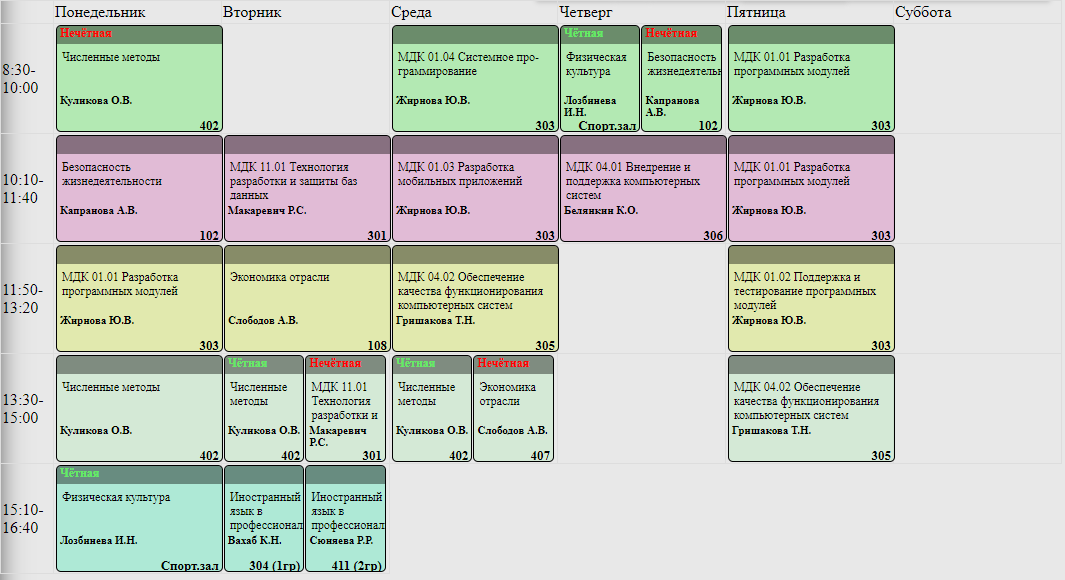 Понедельник Вторник Среда Четверг Пятница Суббота
8:30-
10:00
Нечётная
Численные методы
Куликова О.В.
402
МДК 01.04 Системное про-
граммирование
Жирнова Ю.В.
303
Чётная
Физическая
культура
Лозбинева
И.Н.
Спорт.зал
Нечётная
Безопасность
жизнедеятельн
Капранова
А.В.
102
МДК 01.01 Разработка
программных модулей
Жирнова Ю.В.
303
10:10-
11:40
Безопасность
жизнедеятельности
Капранова А.В.
102
МДК 11.01 Технология
разработки и защиты баз
данных
Макаревич Р.С.
301
МДК 01.03 Разработка
мобильных приложений
Жирнова Ю.В.
303
МДК 04.01 Внедрение и
поддержка компьютерных
систем
Белянкин К.О.
306
МДК 01.01 Разработка
программных модулей
Жирнова Ю.В.
303
11:50-
13:20
МДК 01.01 Разработка
программных модулей
Жирнова Ю.В.
303
Экономика отрасли
Слободов А.В.
108
МДК 04.02 Обеспечение
качества функционирования
компьютерных систем
Гришакова Т.Н.
305
МДК 01.02 Поддержка и
тестирование программных
модулей
Жирнова Ю.В.
303
13:30-
15:00
Численные методы
Куликова О.В.
402
Чётная
Численные
методы
Куликова О.В.
402
Нечётная
МДК 11.01
Технология
разработки и
Макаревич
Р.С.
301
Чётная
Численные
методы
Куликова О.В.
402
Нечётная
Экономика
отрасли
Слободов А.В.
407
МДК 04.02 Обеспечение
качества функционирования
компьютерных систем
Гришакова Т.Н.
305
15:10-
16:40
Чётная
Физическая культура
Лозбинева И.Н.
Спорт.зал
Иностранный
язык в
профессионал
Вахаб К.Н.
304 (1гр)
Иностранный
язык в
профессионал
Сюняева Р.Р.
411 (2гр)